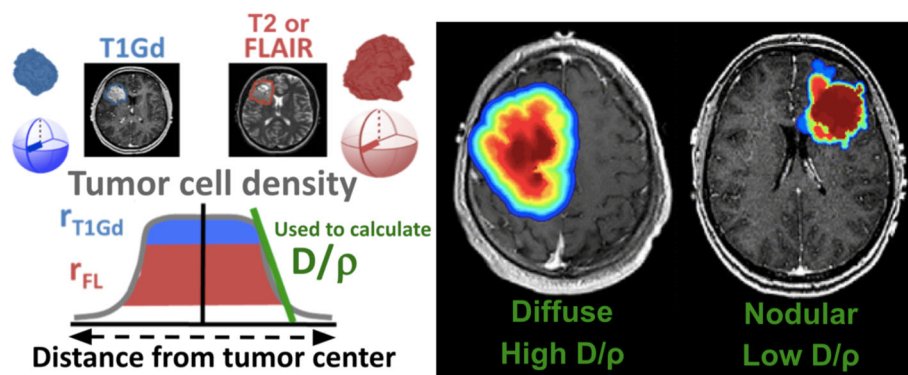 T1Gd
T2 or
FLAIR
Tumor cell density
rT1Gd
rFL
Used to calculate
D/ρ
Distance from tumor center
Diffuse
High D/ρ
Nodular
Low D/ρ